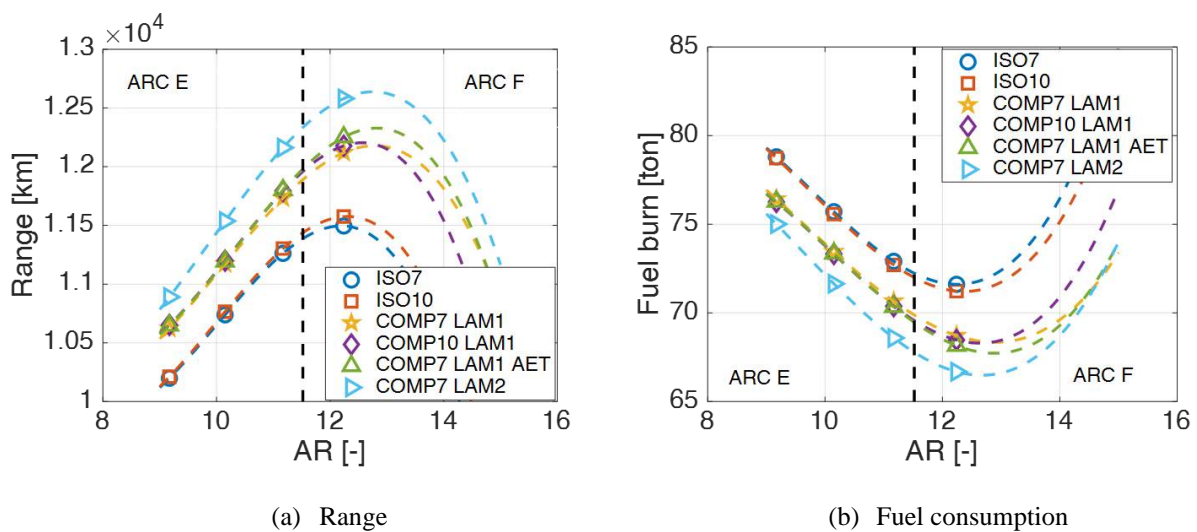 ×10⁴
1.3
1.25
1.2
1.15
1.1
1.05
1
8
10
12
14
16
Range [km]
AR [-]
ARC E
ARC F
ISO7
ISO10
COMP7 LAM1
COMP10 LAM1
COMP7 LAM1 AET
COMP7 LAM2
(a) Range
85
80
75
70
65
8
10
12
14
16
Fuel burn [ton]
AR [-]
ISO7
ISO10
COMP7 LAM1
COMP10 LAM1
COMP7 LAM1 AET
COMP7 LAM2
ARC E
ARC F
(b) Fuel consumption